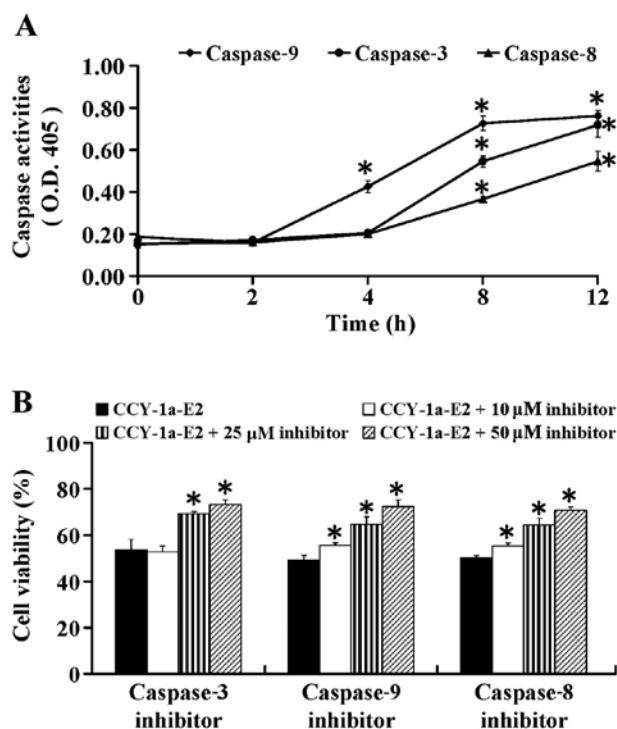 A
Caspase-9 Caspase-3 Caspase-8
Caspase activities
( O.D. 405)
1.00
0.80
0.60
0.40
0.20
0.00
* * * * * * *
0 2 4 8 12
Time (h)
B
CCY-1a-E2 CCY-1a-E2 + 10 µM inhibitor
CCY-1a-E2 + 25 µM inhibitor CCY-1a-E2 + 50 µM inhibitor
Cell viability (%)
100
80
60
40
20
0
* * * * * * * *
Caspase-3 Caspase-9 Caspase-8
inhibitor inhibitor inhibitor